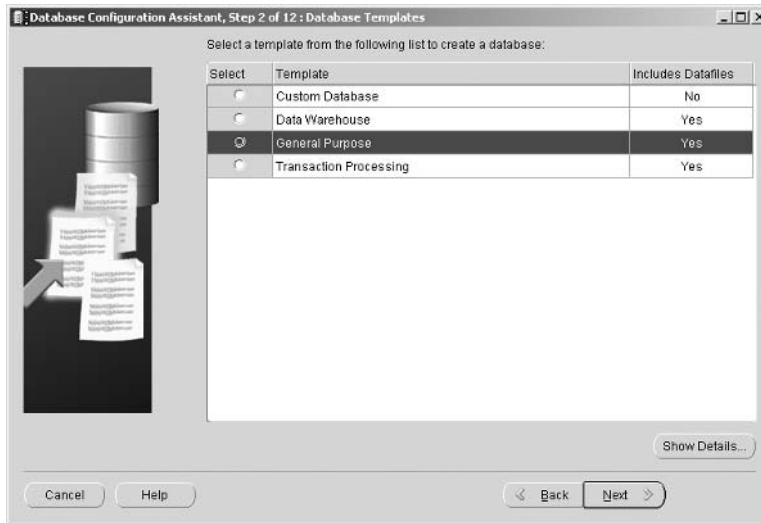 Database Configuration Assistant, Step 2 of 12 : Database Templates
Select a template from the following list to create a database:
Select Template Includes Datafiles
Custom Database No
Data Warehouse Yes
General Purpose Yes
Transaction Processing Yes
Show Details...
Cancel Help Back Next